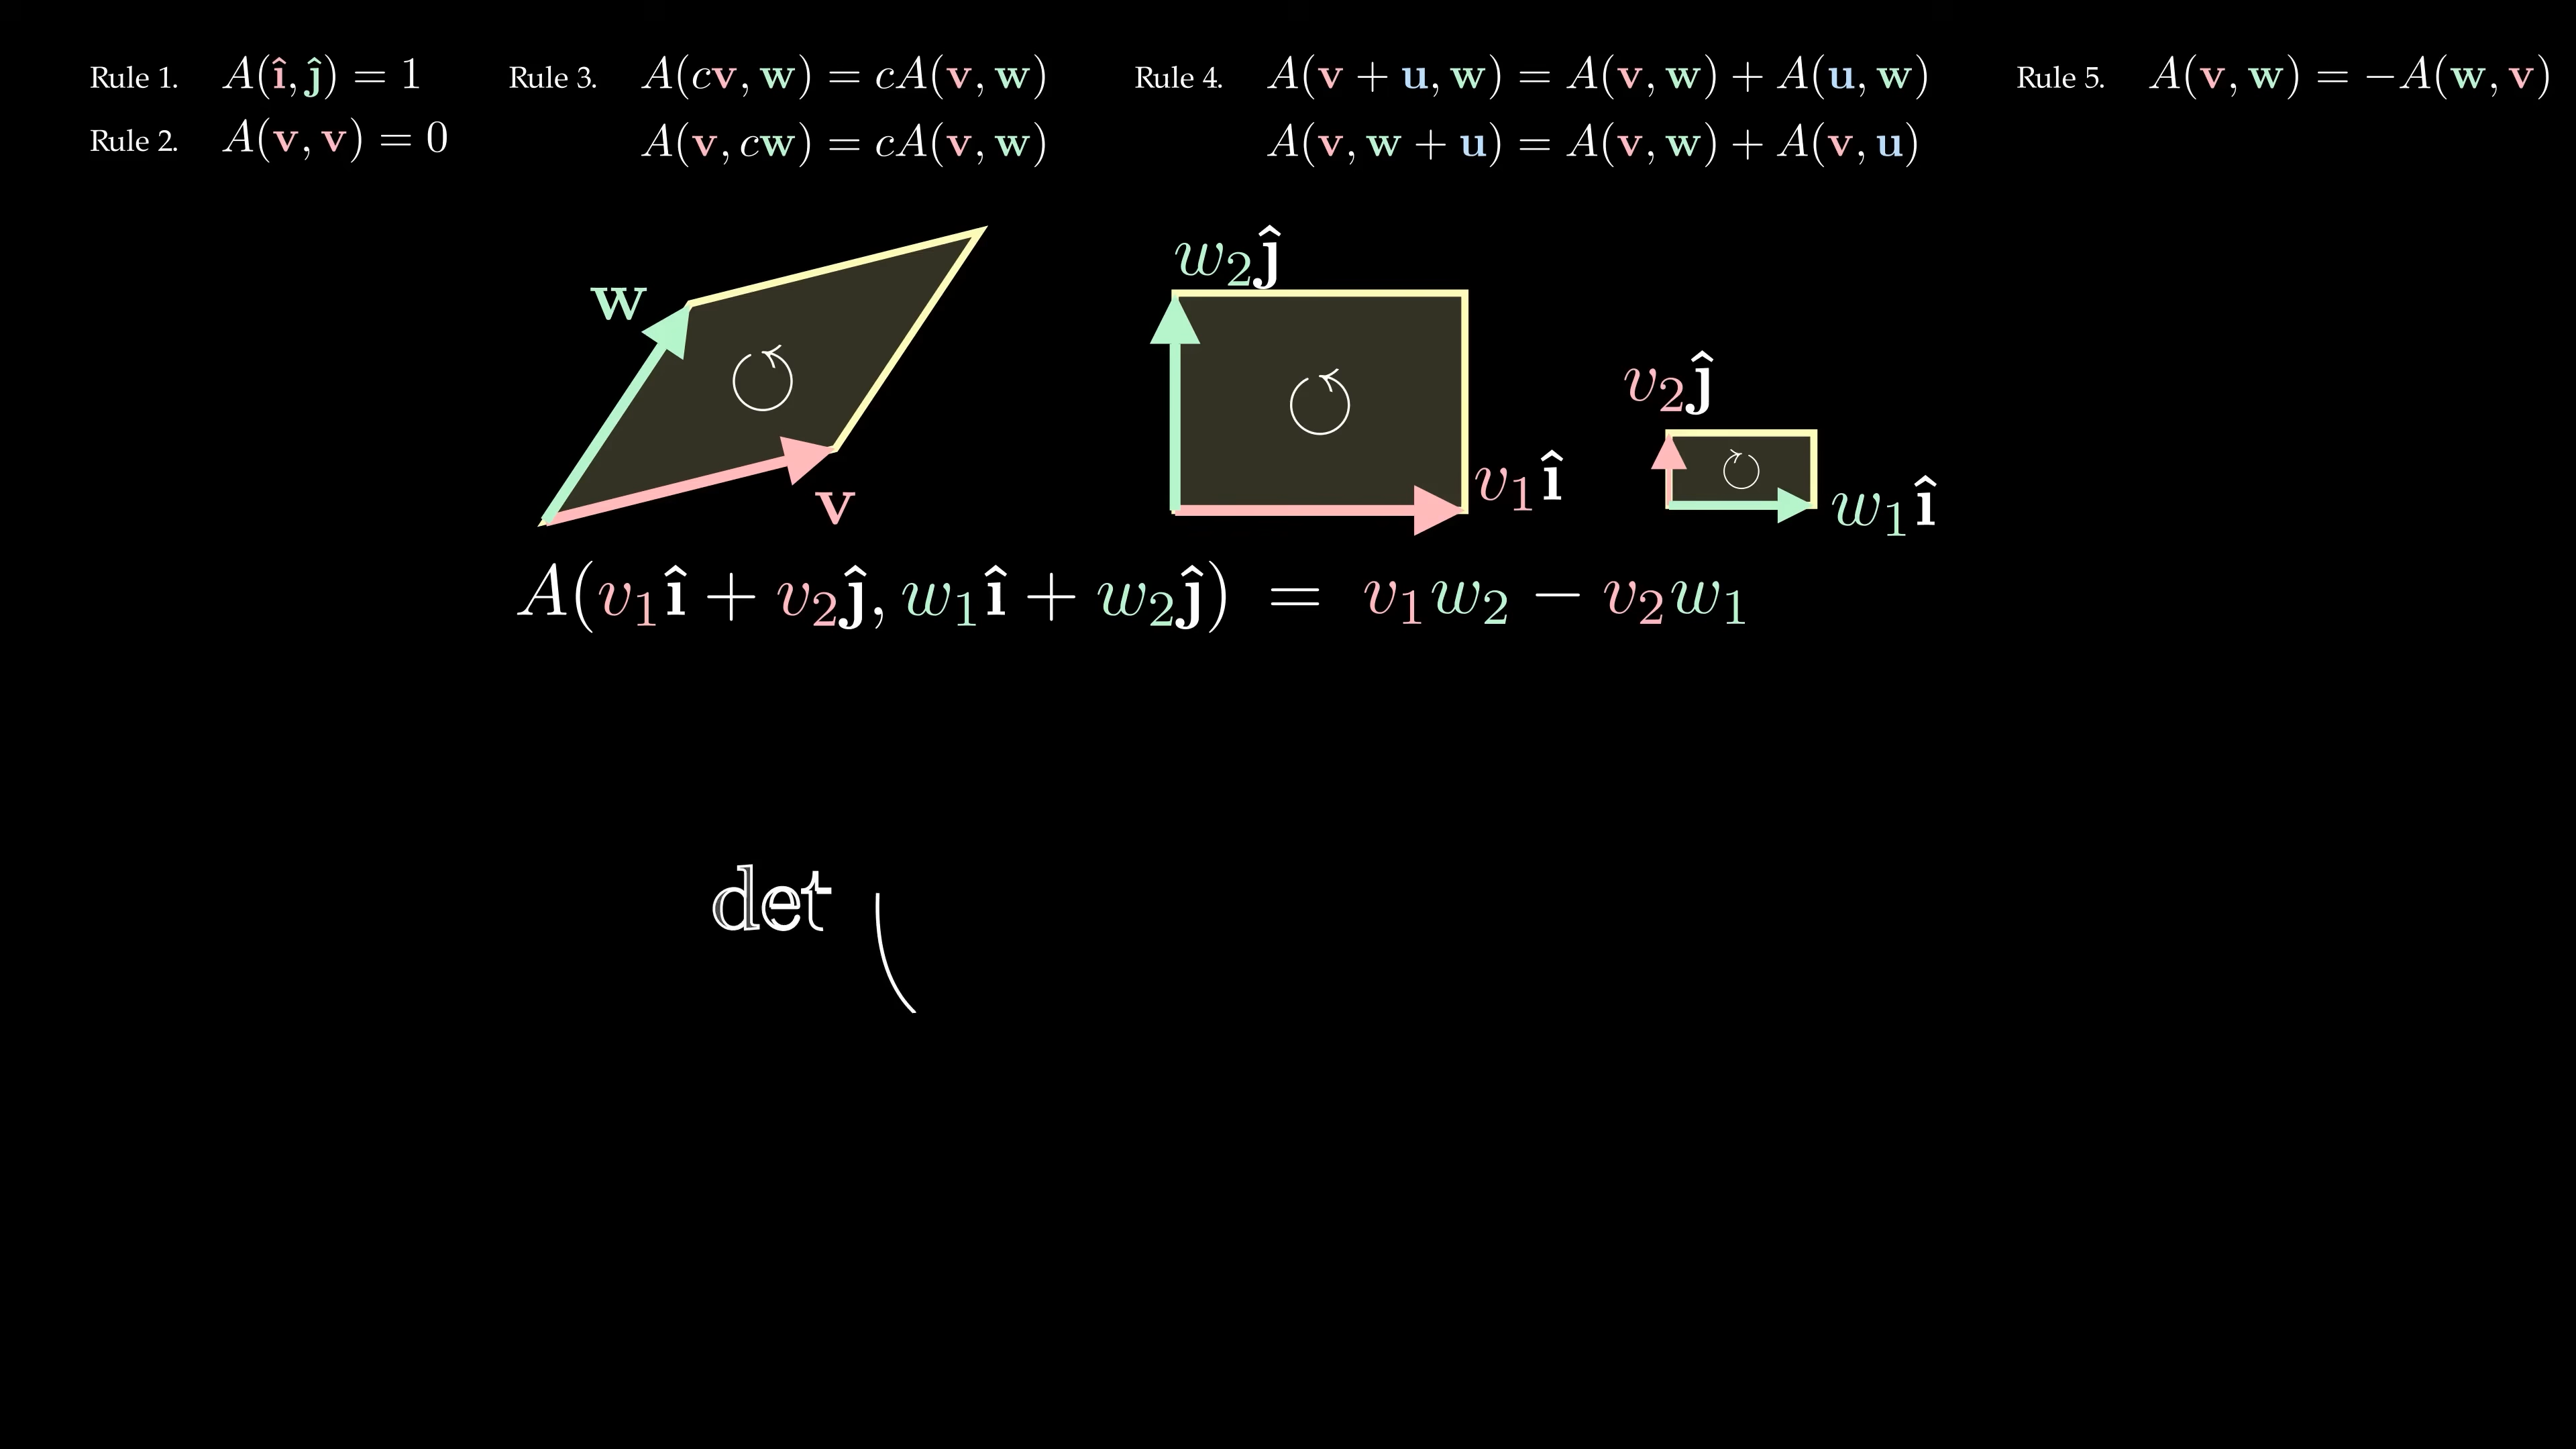 Rule 1. A(î, ĵ) = 1 Rule 3. A(cv, w) = cA(v, w) Rule 4. A(v + u, w) = A(v, w) + A(u, w) Rule 5. A(v, w) = −A(w, v)
Rule 2. A(v, v) = 0 A(v, cw) = cA(v, w) A(v, w + u) = A(v, w) + A(v, u)
w₂ĵ
w
v₂ĵ
v₁î
v
w₁î
A(v₁î + v₂ĵ, w₁î + w₂ĵ) = v₁w₂ − v₂w₁
det (